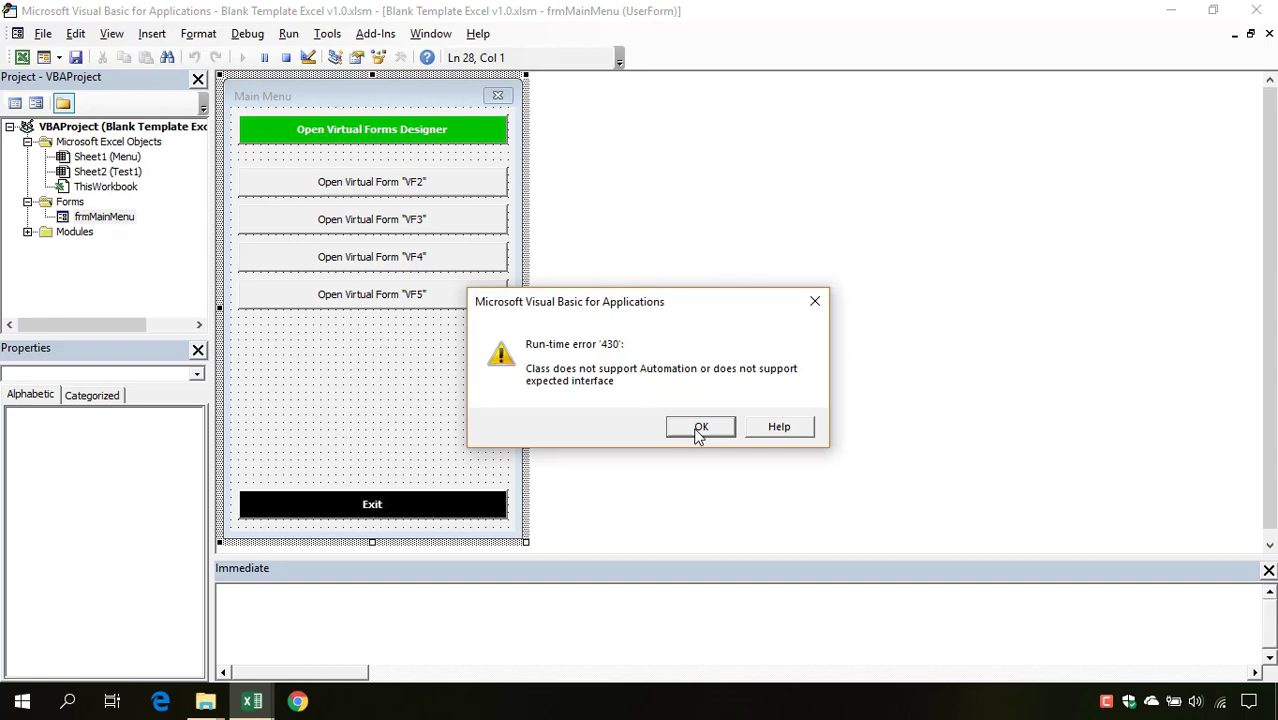 Microsoft Visual Basic for Applications - Blank Template Excel v1.0.xlsm - [Blank Template Excel v1.0.xlsm - frmMainMenu (UserForm)]
File Edit View Insert Format Debug Run Tools Add-Ins Window Help
Ln 28, Col 1
Project - VBAProject
VBAProject (Blank Template Exc
Microsoft Excel Objects
Sheet1 (Menu)
Sheet2 (Test1)
ThisWorkbook
Forms
frmMainMenu
Modules
Properties
Alphabetic Categorized
Main Menu
Open Virtual Forms Designer
Open Virtual Form "VF2"
Open Virtual Form "VF3"
Open Virtual Form "VF4"
Open Virtual Form "VF5"
Exit
Microsoft Visual Basic for Applications
Run-time error '430':
Class does not support Automation or does not support
expected interface
OK Help
Immediate